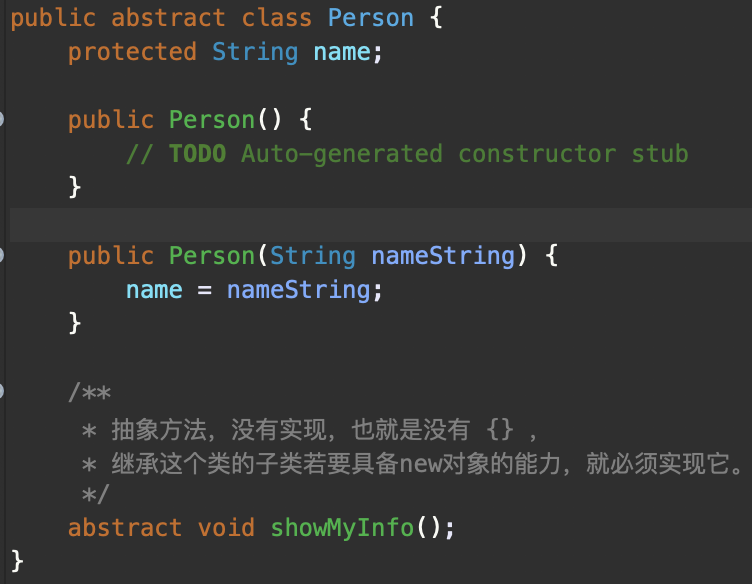 public abstract class Person {
    protected String name;

    public Person() {
        // TODO Auto-generated constructor stub
    }

    public Person(String nameString) {
        name = nameString;
    }

    /**
     * 抽象方法，没有实现，也就是没有 {} ，
     * 继承这个类的子类若要具备new对象的能力，就必须实现它。
     */
    abstract void showMyInfo();
}